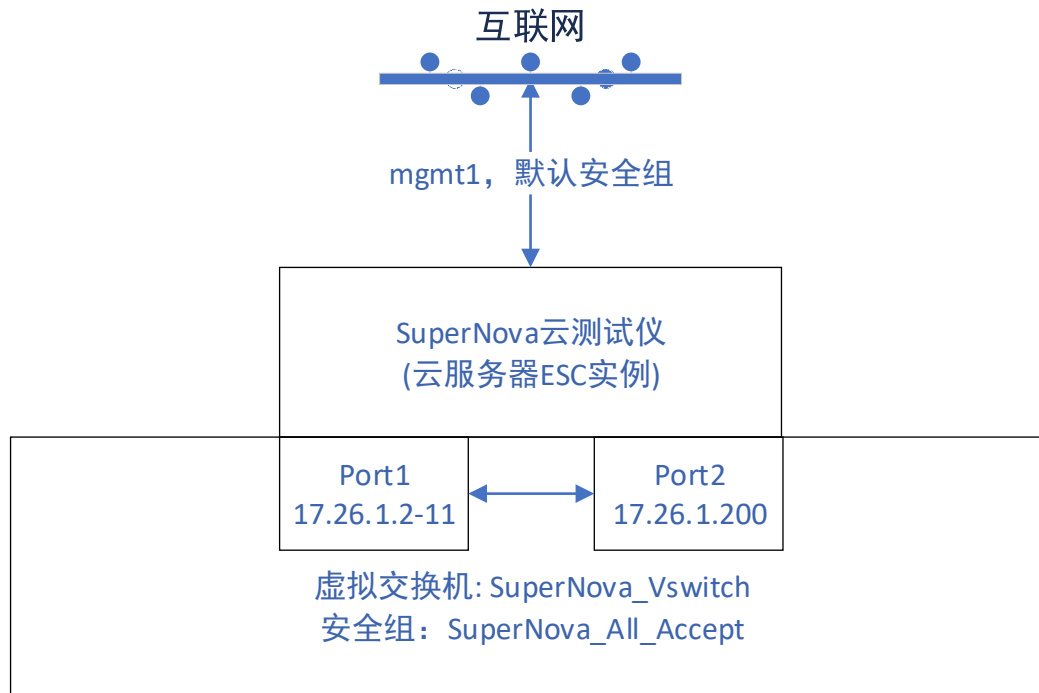 互联网
mgmt1，默认安全组
SuperNova云测试仪
(云服务器ESC实例)
Port1
17.26.1.2-11
Port2
17.26.1.200
虚拟交换机: SuperNova_Vswitch
安全组：SuperNova_All_Accept